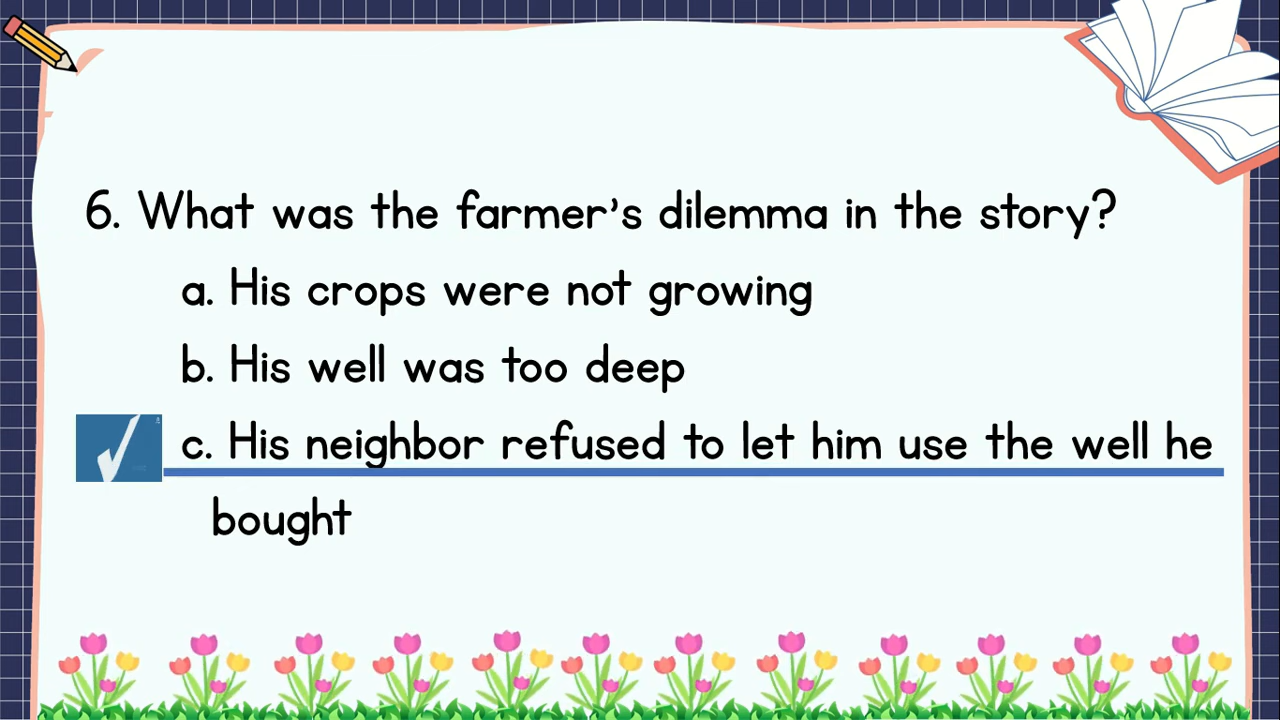 6. What was the farmer's dilemma in the story?
a. His crops were not growing
b. His well was too deep
c. His neighbor refused to let him use the well he
bought